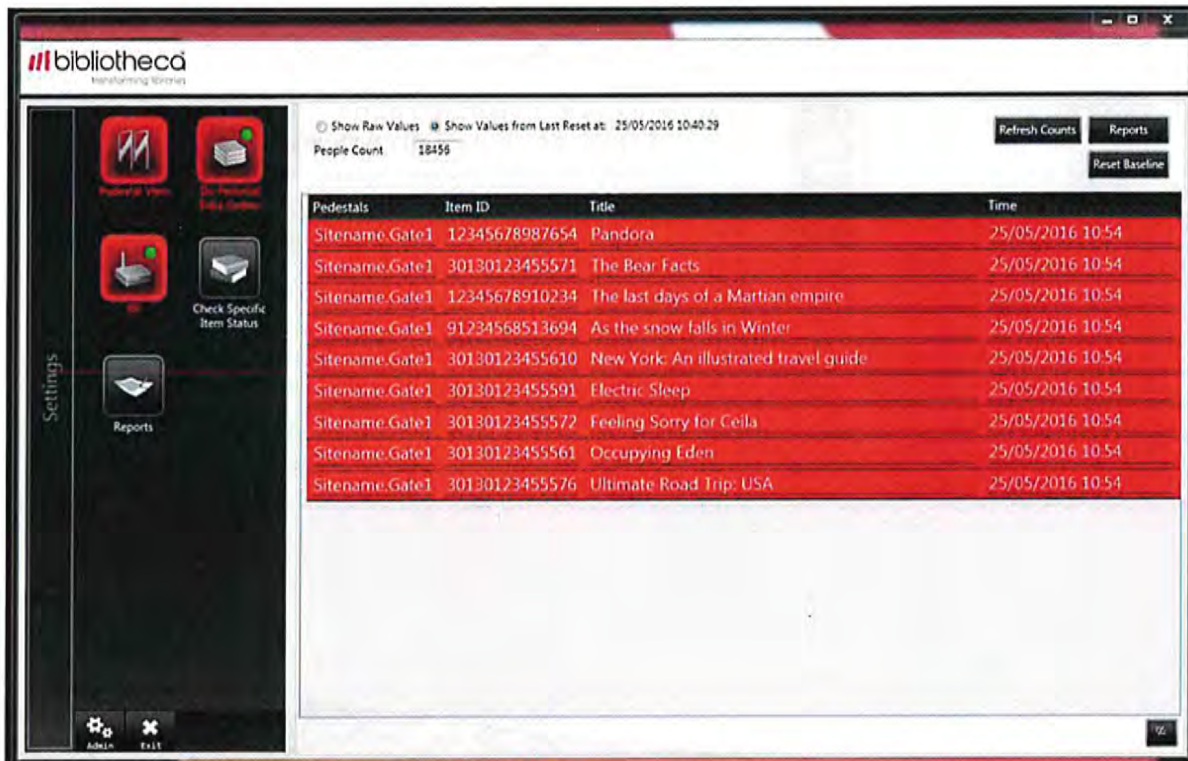 bibliotheca
transforming libraries
Show Raw Values Show Values from Last Reset at: 25/05/2016 10:40:29
People Count 18456
Refresh Counts Reports
Reset Baseline
Settings
Pedestal View
Check Specific
Item Status
Reports
Admin Exit
Pedestals Item ID Title Time
Sitename.Gate1 12345678987654 Pandora 25/05/2016 10:54
Sitename.Gate1 30130123455571 The Bear Facts 25/05/2016 10:54
Sitename.Gate1 12345678910234 The last days of a Martian empire 25/05/2016 10:54
Sitename.Gate1 91234568513694 As the snow falls in Winter 25/05/2016 10:54
Sitename.Gate1 30130123455610 New York: An illustrated travel guide 25/05/2016 10:54
Sitename.Gate1 30130123455591 Electric Sleep 25/05/2016 10:54
Sitename.Gate1 30130123455572 Feeling Sorry for Ceila 25/05/2016 10:54
Sitename.Gate1 30130123455561 Occupying Eden 25/05/2016 10:54
Sitename.Gate1 30130123455576 Ultimate Road Trip: USA 25/05/2016 10:54